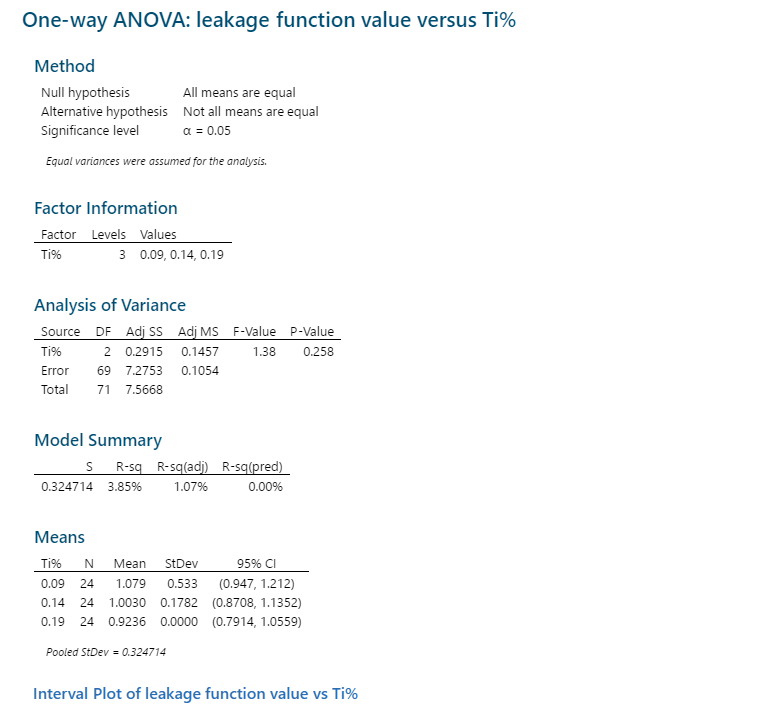 One-way ANOVA: leakage function value versus Ti%
Method
Null hypothesis All means are equal
Alternative hypothesis Not all means are equal
Significance level α = 0.05
Equal variances were assumed for the analysis.
Factor Information
Factor Levels Values
Ti% 3 0.09, 0.14, 0.19
Analysis of Variance
Source DF Adj SS Adj MS F-Value P-Value
Ti% 2 0.2915 0.1457 1.38 0.258
Error 69 7.2753 0.1054
Total 71 7.5668
Model Summary
S R-sq R-sq(adj) R-sq(pred)
0.324714 3.85% 1.07% 0.00%
Means
Ti% N Mean StDev 95% CI
0.09 24 1.079 0.533 (0.947, 1.212)
0.14 24 1.0030 0.1782 (0.8708, 1.1352)
0.19 24 0.9236 0.0000 (0.7914, 1.0559)
Pooled StDev = 0.324714
Interval Plot of leakage function value vs Ti%